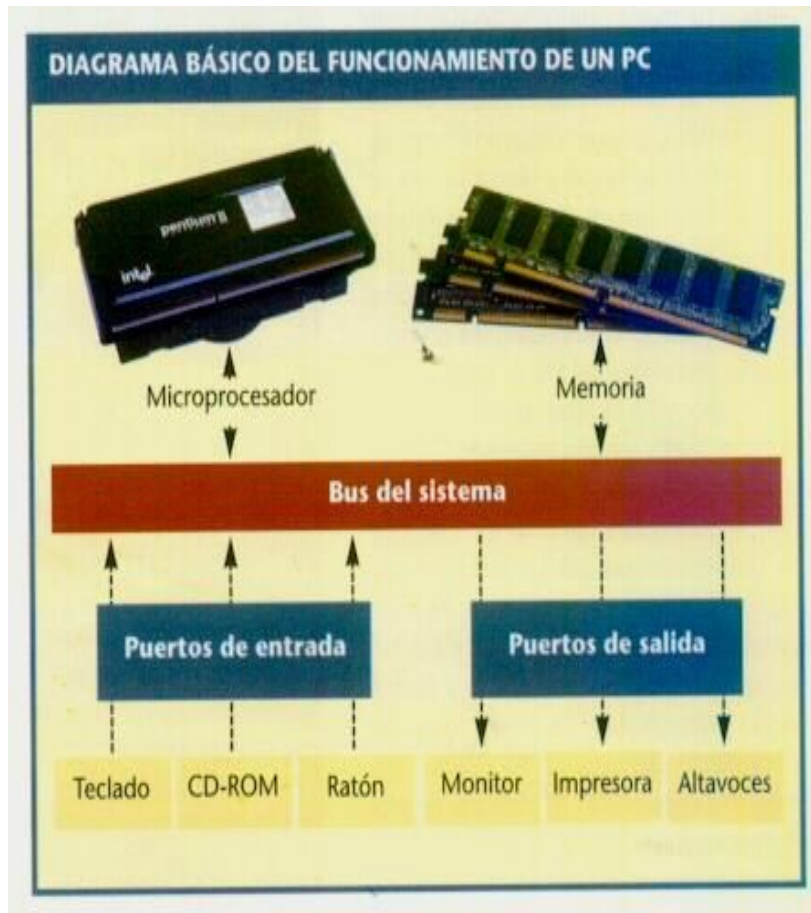 DIAGRAMA BÁSICO DEL FUNCIONAMIENTO DE UN PC
pentium II
intel
Microprocesador
Memoria
Bus del sistema
Puertos de entrada
Puertos de salida
Teclado
CD-ROM
Ratón
Monitor
Impresora
Altavoces